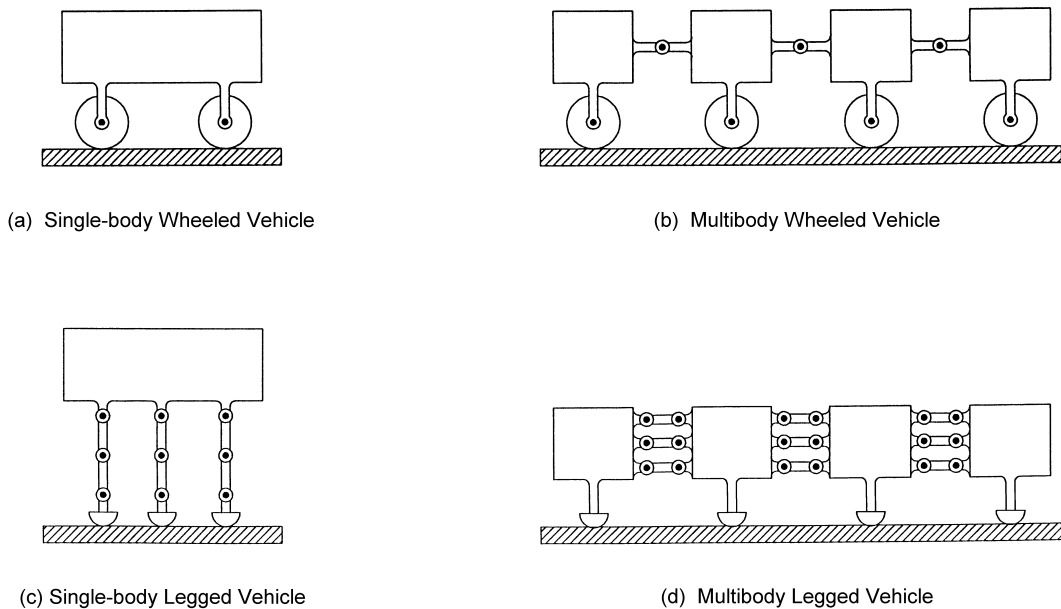 (a) Single-body Wheeled Vehicle
(b) Multibody Wheeled Vehicle
(c) Single-body Legged Vehicle
(d) Multibody Legged Vehicle